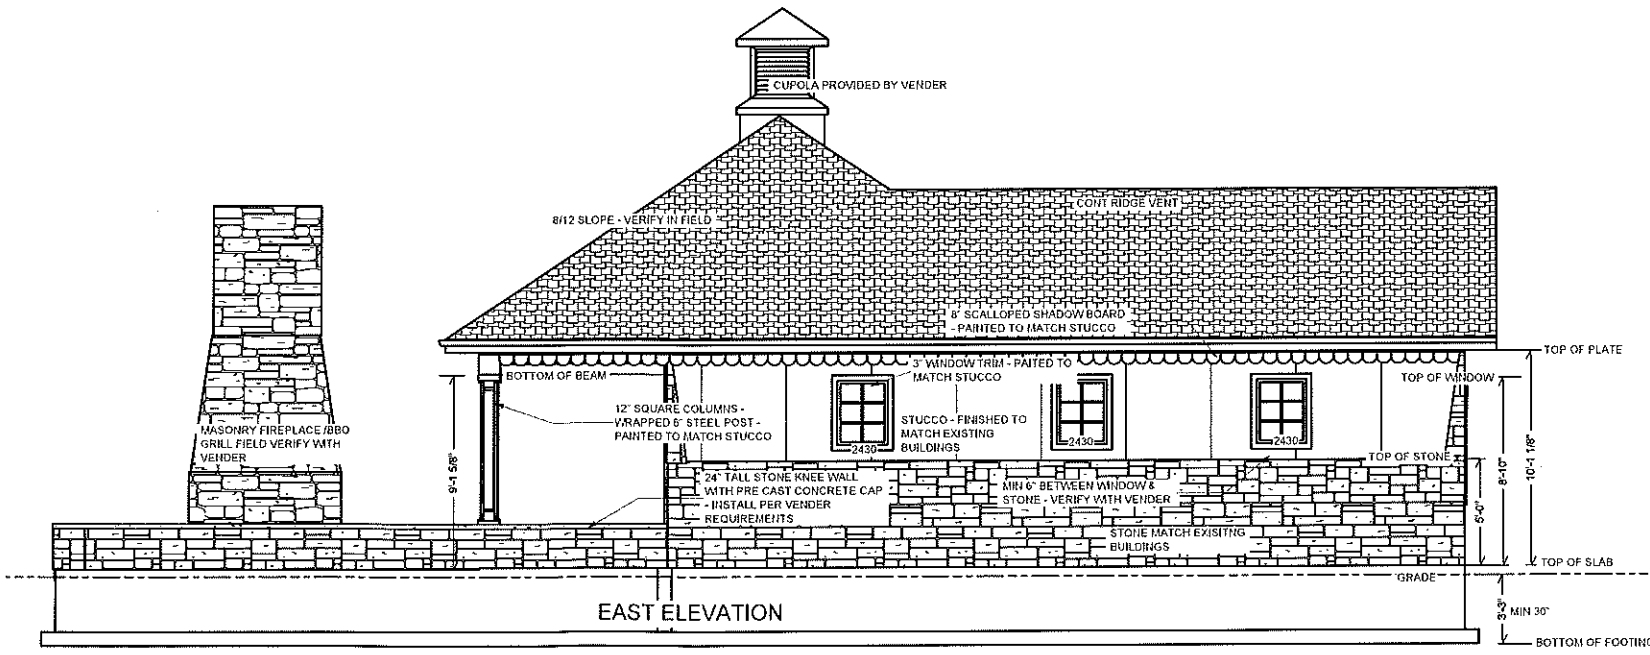 CUPOLA PROVIDED BY VENDER
CONT RIDGE VENT
8/12 SLOPE - VERIFY IN FIELD
8" SCALLOPED SHADOW BOARD
- PAINTED TO MATCH STUCCO
TOP OF PLATE
3" WINDOW TRIM - PAITED TO
MATCH STUCCO
BOTTOM OF BEAM
TOP OF WINDOW
12" SQUARE COLUMNS -
WRAPPED 6" STEEL POST -
PAINTED TO MATCH STUCCO
STUCCO - FINISHED TO
MATCH EXISTING
BUILDINGS
2430
2430
2430
MASONRY FIREPLACE /BBQ
GRILL FIELD VERIFY WITH
VENDER
9'-1 5/8"
TOP OF STONE
24" TALL STONE KNEE WALL
WITH PRE CAST CONCRETE CAP
- INSTALL PER VENDER
REQUIREMENTS
MIN 6" BETWEEN WINDOW &
STONE - VERIFY WITH VENDER
STONE MATCH EXISITNG
BUILDINGS
5'-0"
8'-10"
10'-1 1/8"
TOP OF SLAB
GRADE
EAST ELEVATION
3'-3"
MIN 30"
BOTTOM OF FOOTING